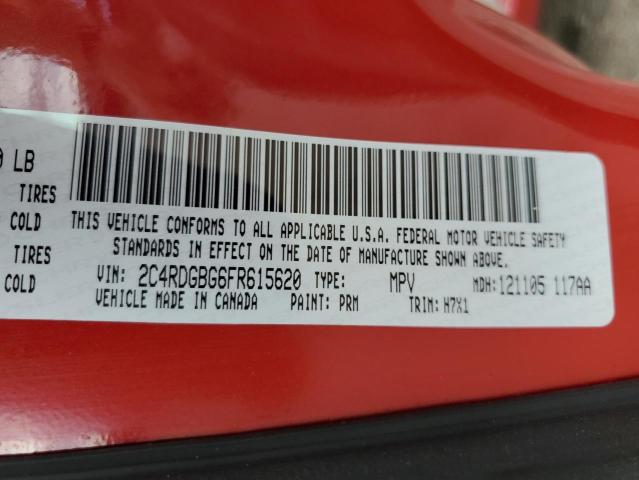 0 LB
TIRES
COLD
TIRES
COLD
THIS VEHICLE CONFORMS TO ALL APPLICABLE U.S.A. FEDERAL MOTOR VEHICLE SAFETY
STANDARDS IN EFFECT ON THE DATE OF MANUFACTURE SHOWN ABOVE.
VIN: 2C4RDGBG6FR615620 TYPE: MPV MDH: 121105 117AA
VEHICLE MADE IN CANADA PAINT: PRM TRIM: H7X1